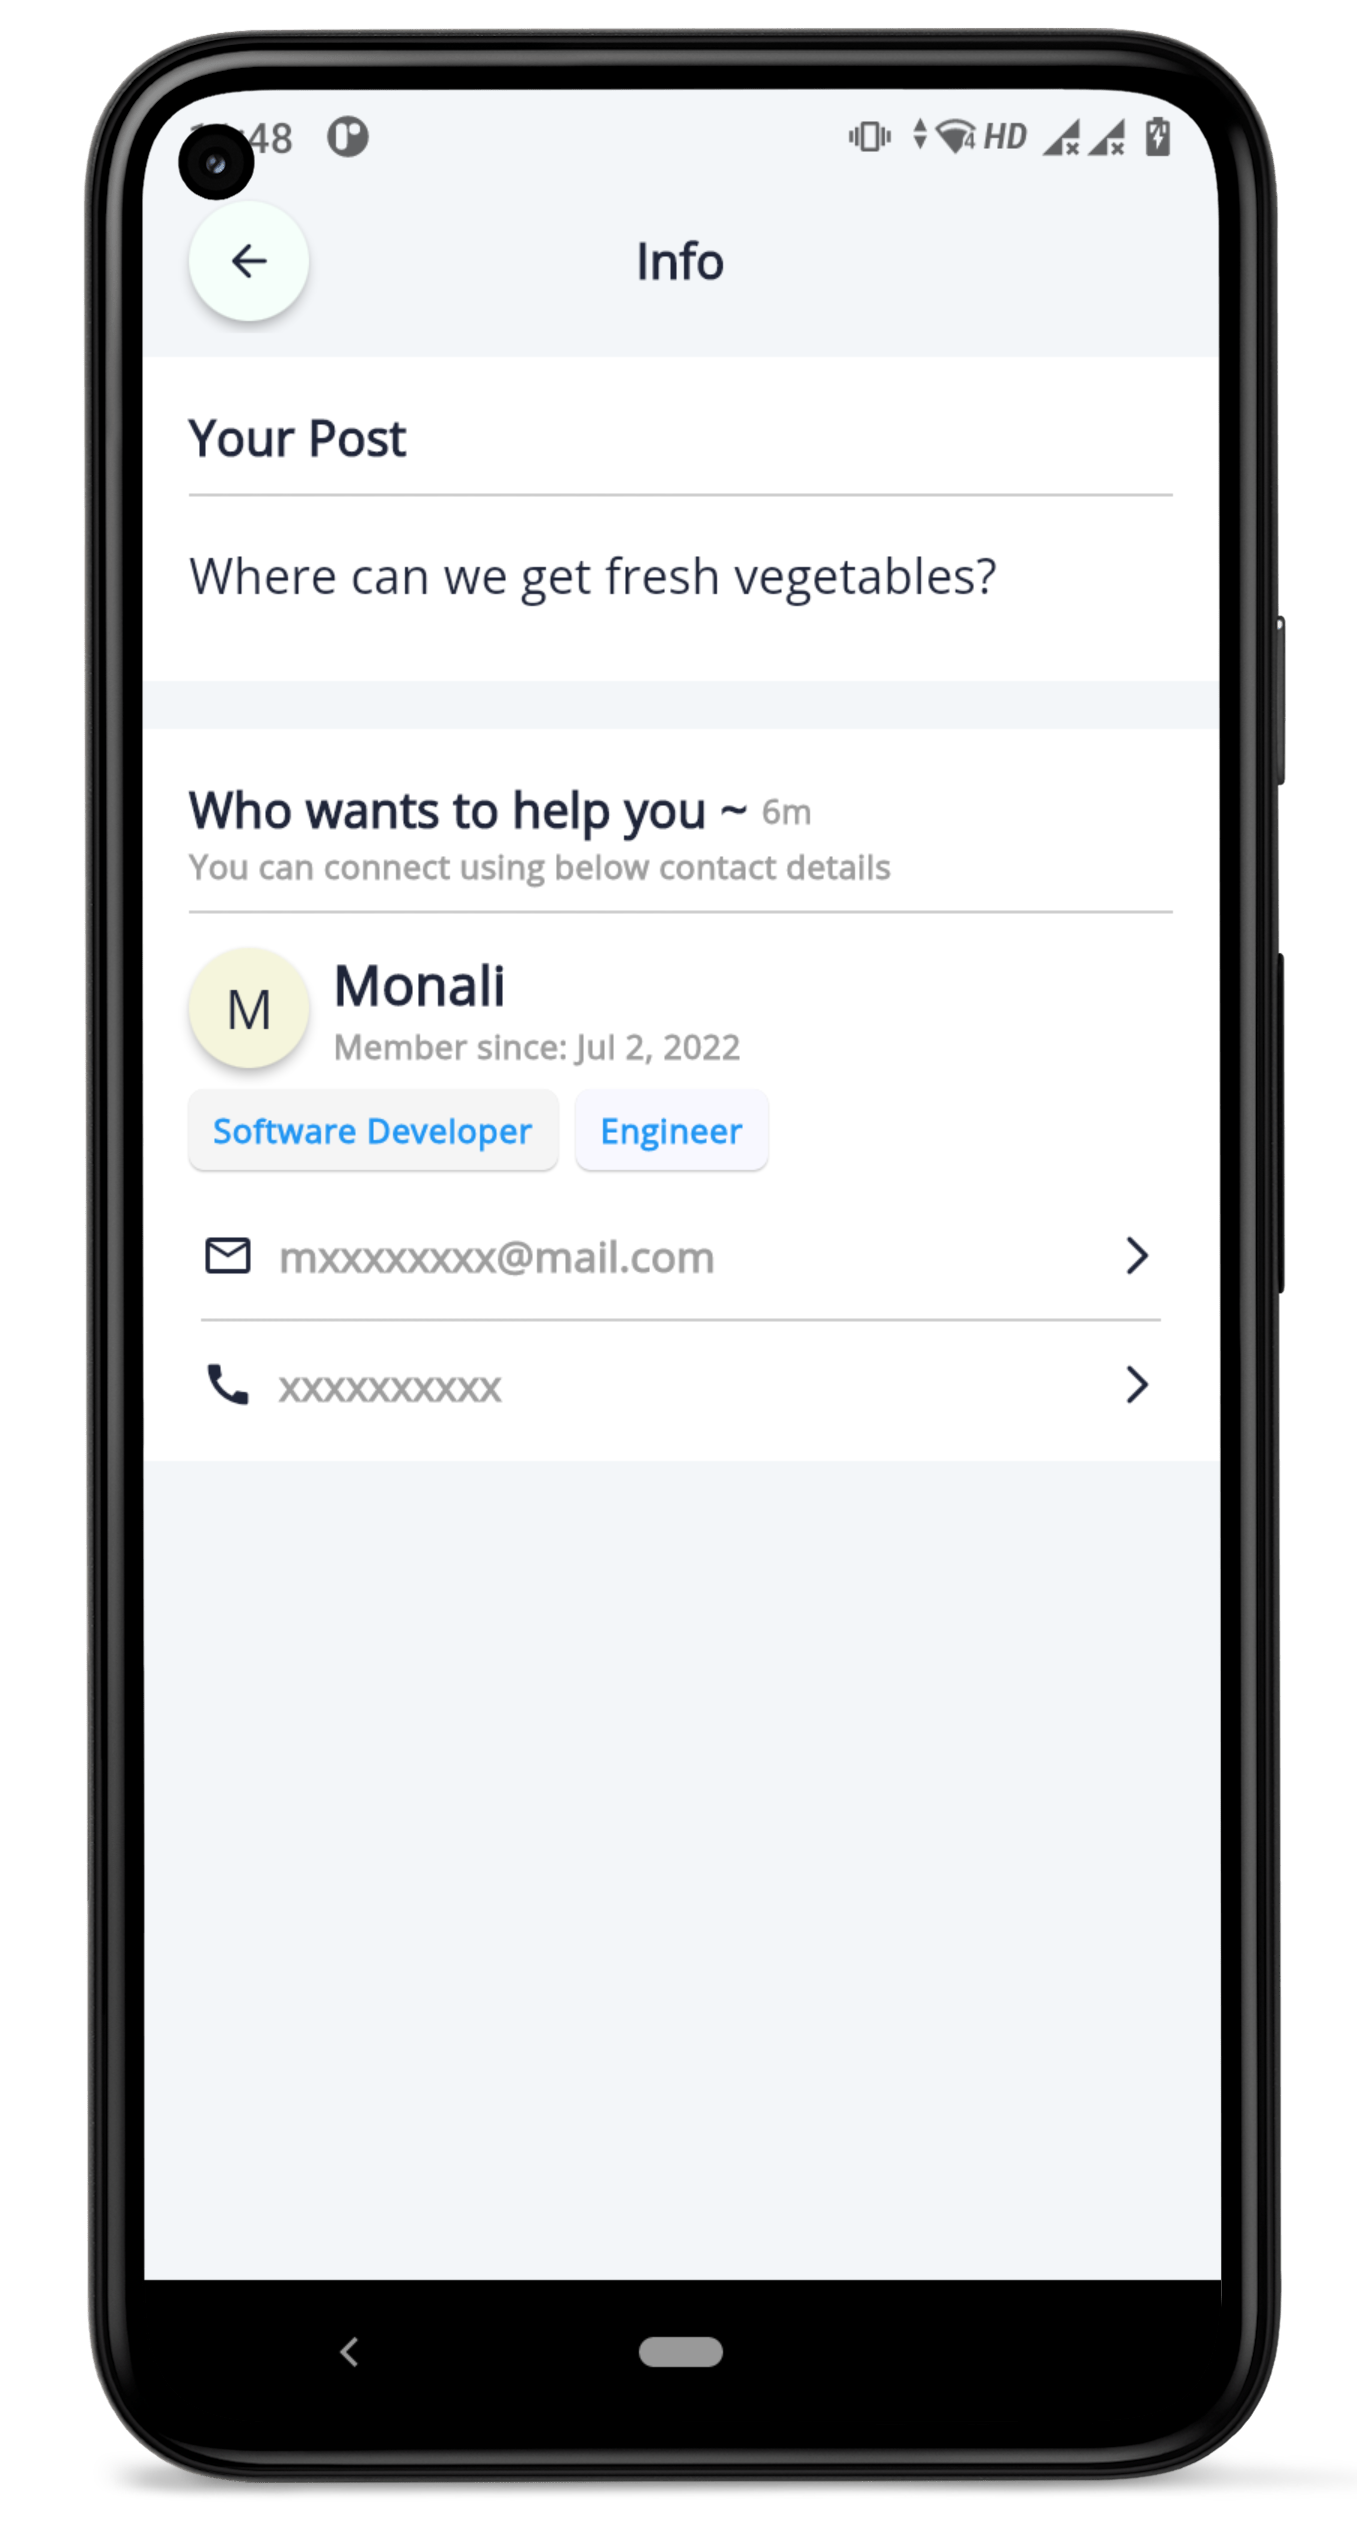 48
HD
Info
Your Post
Where can we get fresh vegetables?
Who wants to help you ~ 6m
You can connect using below contact details
M Monali
Member since: Jul 2, 2022
Software Developer Engineer
mxxxxxxxx@mail.com
xxxxxxxxxx